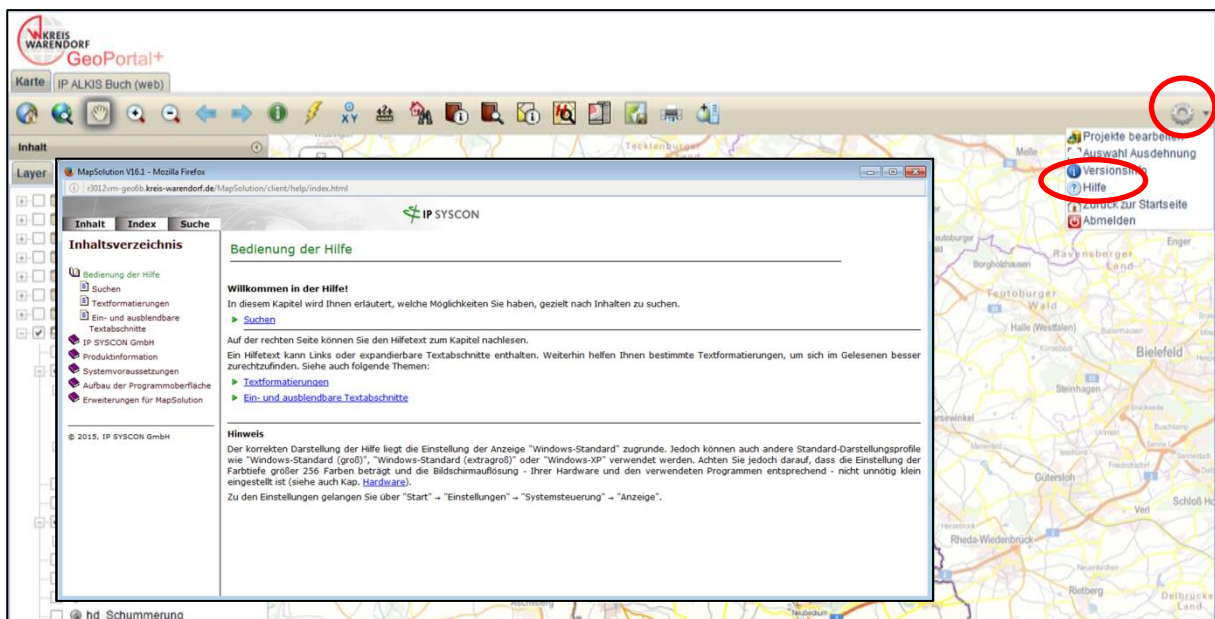 KREIS
WARENDORF
GeoPortal+
Karte IP ALKIS Buch (web)
XY
Inhalt
Layer
Projekte bearbeiten
Auswahl Ausdehnung
Versionsinfo
Hilfe
Zurück zur Startseite
Abmelden
MapSolution V16.1 - Mozilla Firefox
r3012vm-geo6b.kreis-warendorf.de/MapSolution/client/help/index.html
IP SYSCON
Inhalt Index Suche
Inhaltsverzeichnis
Bedienung der Hilfe
Suchen
Textformatierungen
Ein- und ausblendbare
Textabschnitte
IP SYSCON GmbH
Produktinformation
Systemvoraussetzungen
Aufbau der Programmoberfläche
Erweiterungen für MapSolution
© 2015, IP SYSCON GmbH
Bedienung der Hilfe
Willkommen in der Hilfe!
In diesem Kapitel wird Ihnen erläutert, welche Möglichkeiten Sie haben, gezielt nach Inhalten zu suchen.
Suchen
Auf der rechten Seite können Sie den Hilfetext zum Kapitel nachlesen.
Ein Hilfetext kann Links oder expandierbare Textabschnitte enthalten. Weiterhin helfen Ihnen bestimmte Textformatierungen, um sich im Gelesenen besser
zurechtzufinden. Siehe auch folgende Themen:
Textformatierungen
Ein- und ausblendbare Textabschnitte
Hinweis
Der korrekten Darstellung der Hilfe liegt die Einstellung der Anzeige "Windows-Standard" zugrunde. Jedoch können auch andere Standard-Darstellungsprofile
wie "Windows-Standard (groß)", "Windows-Standard (extragroß)" oder "Windows-XP" verwendet werden. Achten Sie jedoch darauf, dass die Einstellung der
Farbtiefe größer 256 Farben beträgt und die Bildschirmauflösung - Ihrer Hardware und den verwendeten Programmen entsprechend - nicht unnötig klein
eingestellt ist (siehe auch Kap. Hardware).
Zu den Einstellungen gelangen Sie über "Start" → "Einstellungen" → "Systemsteuerung" → "Anzeige".
hd_Schummerung
Tecklenburger
Melle
Enger
Ravensberger
Land
Borgholzhausen
Teutoburger
Wald
Halle (Westfalen)
Bielefeld
Steinhagen
Gütersloh
Verl
Schloß
Rheda-Wiedenbrück
Rietberg
Delbrücker
Land